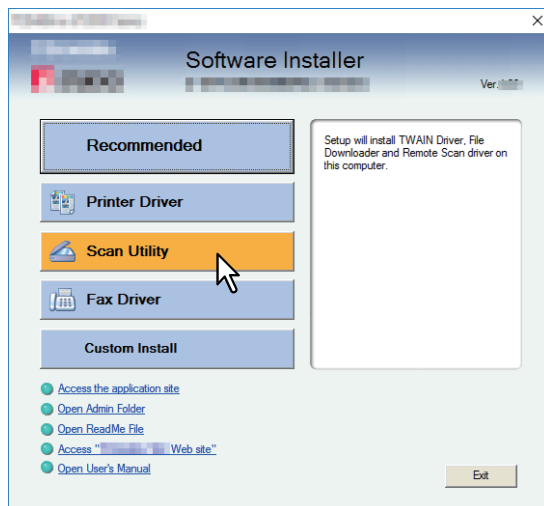 Software Installer
Ver.
Recommended
Printer Driver
Scan Utility
Fax Driver
Custom Install
Setup will install TWAIN Driver, File
Downloader and Remote Scan driver on
this computer.
Access the application site
Open Admin Folder
Open ReadMe File
Access " Web site"
Open User's Manual
Exit